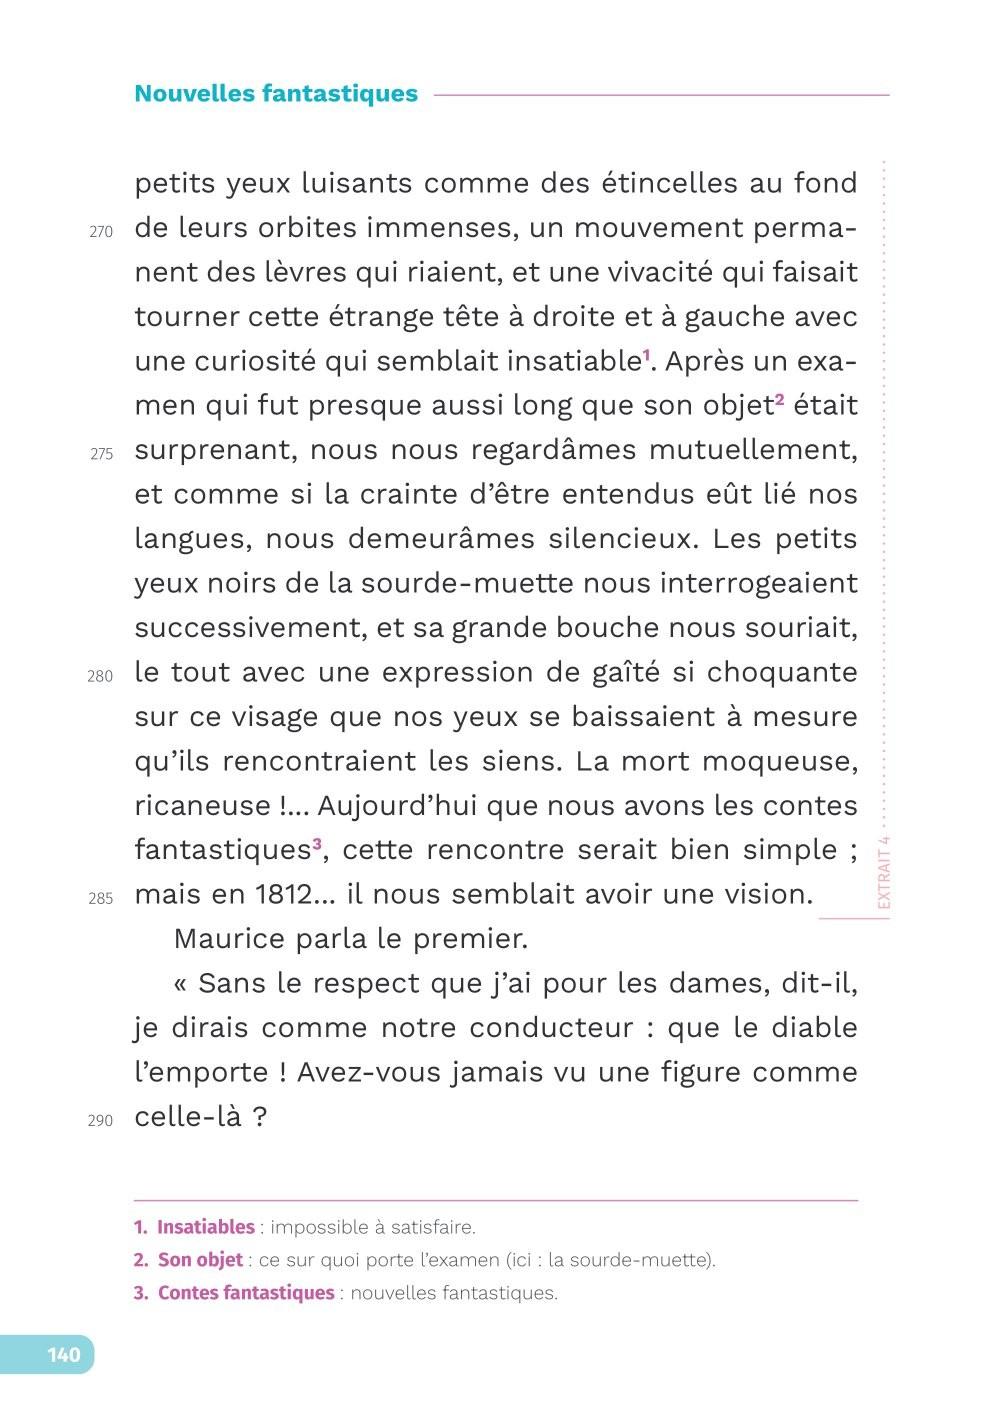 Nouvelles fantastiques
petits yeux luisants comme des étincelles au fond
270 de leurs orbites immenses, un mouvement perma-
nent des lèvres qui riaient, et une vivacité qui faisait
tourner cette étrange tête à droite et à gauche avec
une curiosité qui semblait insatiable¹. Après un exa-
men qui fut presque aussi long que son objet² était
275 surprenant, nous nous regardâmes mutuellement,
et comme si la crainte d’être entendus eût lié nos
langues, nous demeurâmes silencieux. Les petits
yeux noirs de la sourde-muette nous interrogeaient
successivement, et sa grande bouche nous souriait,
280 le tout avec une expression de gaîté si choquante
sur ce visage que nos yeux se baissaient à mesure
qu’ils rencontraient les siens. La mort moqueuse,
ricaneuse !... Aujourd’hui que nous avons les contes
fantastiques³, cette rencontre serait bien simple ;
285 mais en 1812... il nous semblait avoir une vision.
EXTRAIT 4
Maurice parla le premier.
« Sans le respect que j’ai pour les dames, dit-il,
je dirais comme notre conducteur : que le diable
l’emporte ! Avez-vous jamais vu une figure comme
290 celle-là ?
1. Insatiables : impossible à satisfaire.
2. Son objet : ce sur quoi porte l’examen (ici : la sourde-muette).
3. Contes fantastiques : nouvelles fantastiques.
140